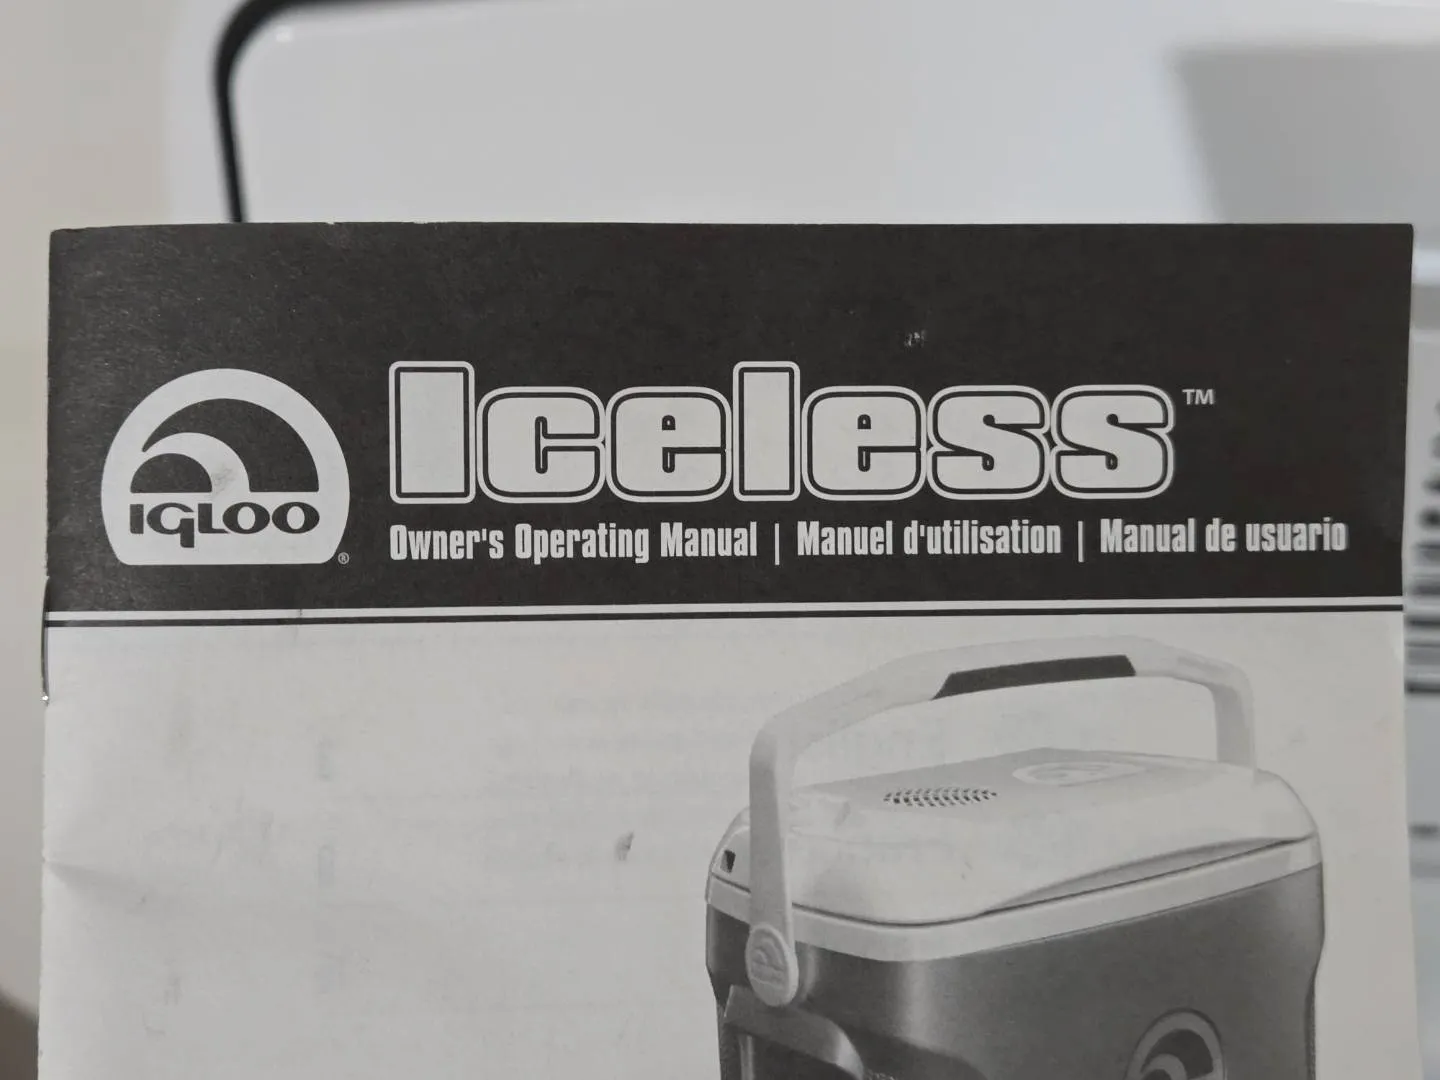 Iceless™
IGLOO®
Owner's Operating Manual | Manuel d'utilisation | Manual de usuario